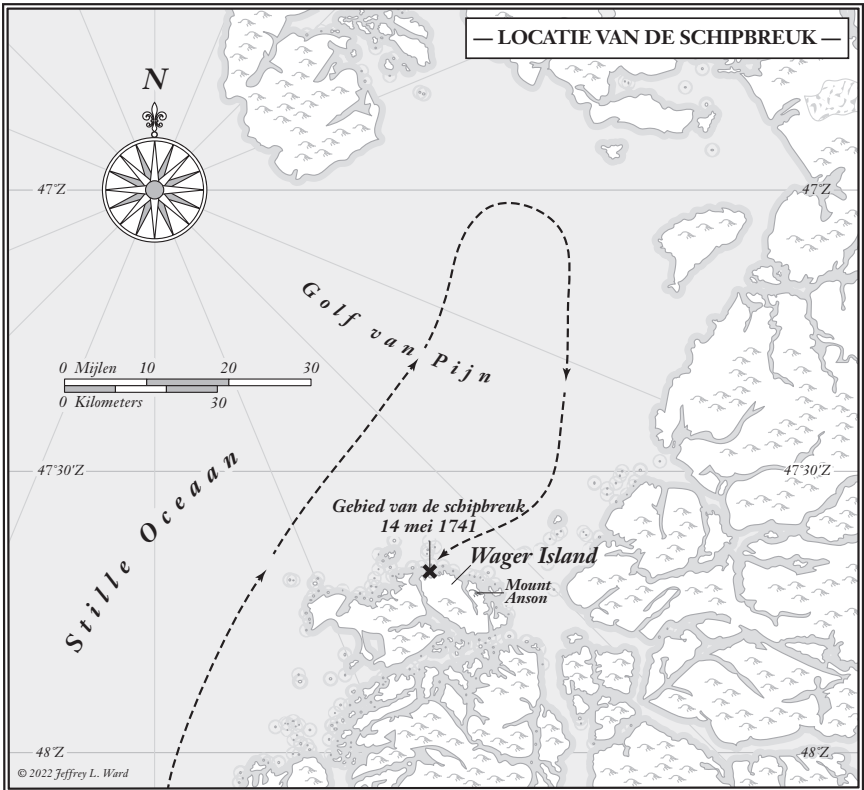 — LOCATIE VAN DE SCHIPBREUK —
N
47°Z
47°Z
Golf van Pijn
0 Mijlen 10 20 30
0 Kilometers 30
47°30'Z
47°30'Z
Stille Oceaan
Gebied van de schipbreuk
14 mei 1741
Wager Island
Mount
Anson
48°Z
48°Z
© 2022 Jeffrey L. Ward